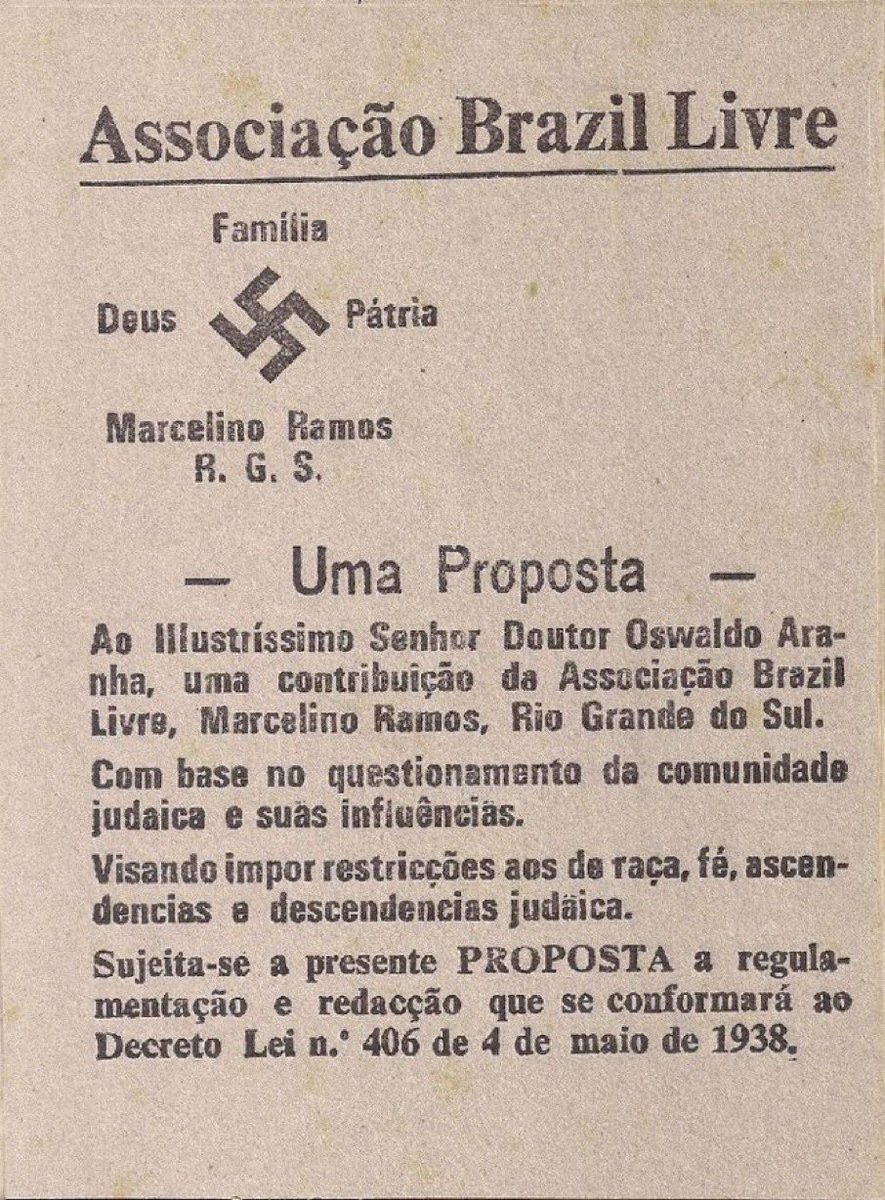 Associação Brazil Livre
Família
Deus Pátria
Marcelino Ramos
R. G. S.
— Uma Proposta —
Ao Illustríssimo Senhor Doutor Oswaldo Ara-
nha, uma contribuição da Associação Brazil
Livre, Marcelino Ramos, Rio Grande do Sul.
Com base no questionamento da comunidade
judaica e suas influências.
Visando impor restricções aos de raça, fé, ascen-
dencias e descendencias judäica.
Sujeita-se a presente PROPOSTA a regula-
mentação e redacção que se conformará ao
Decreto Lei n.º 406 de 4 de maio de 1938.